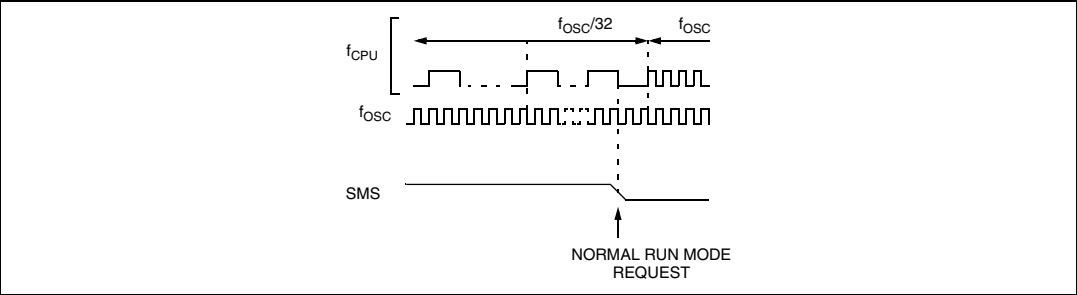 fOSC/32
fOSC
fCPU
fOSC
SMS
NORMAL RUN MODE
REQUEST